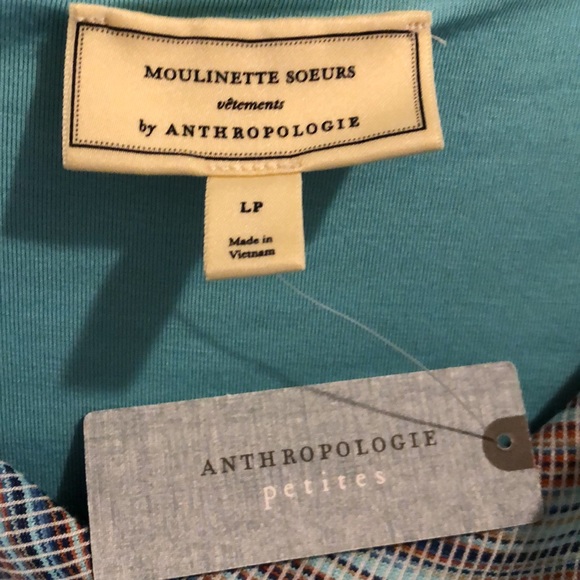 MOULINETTE SOEURS
vêtements
by ANTHROPOLOGIE
LP
Made in
Vietnam
ANTHROPOLOGIE
petites